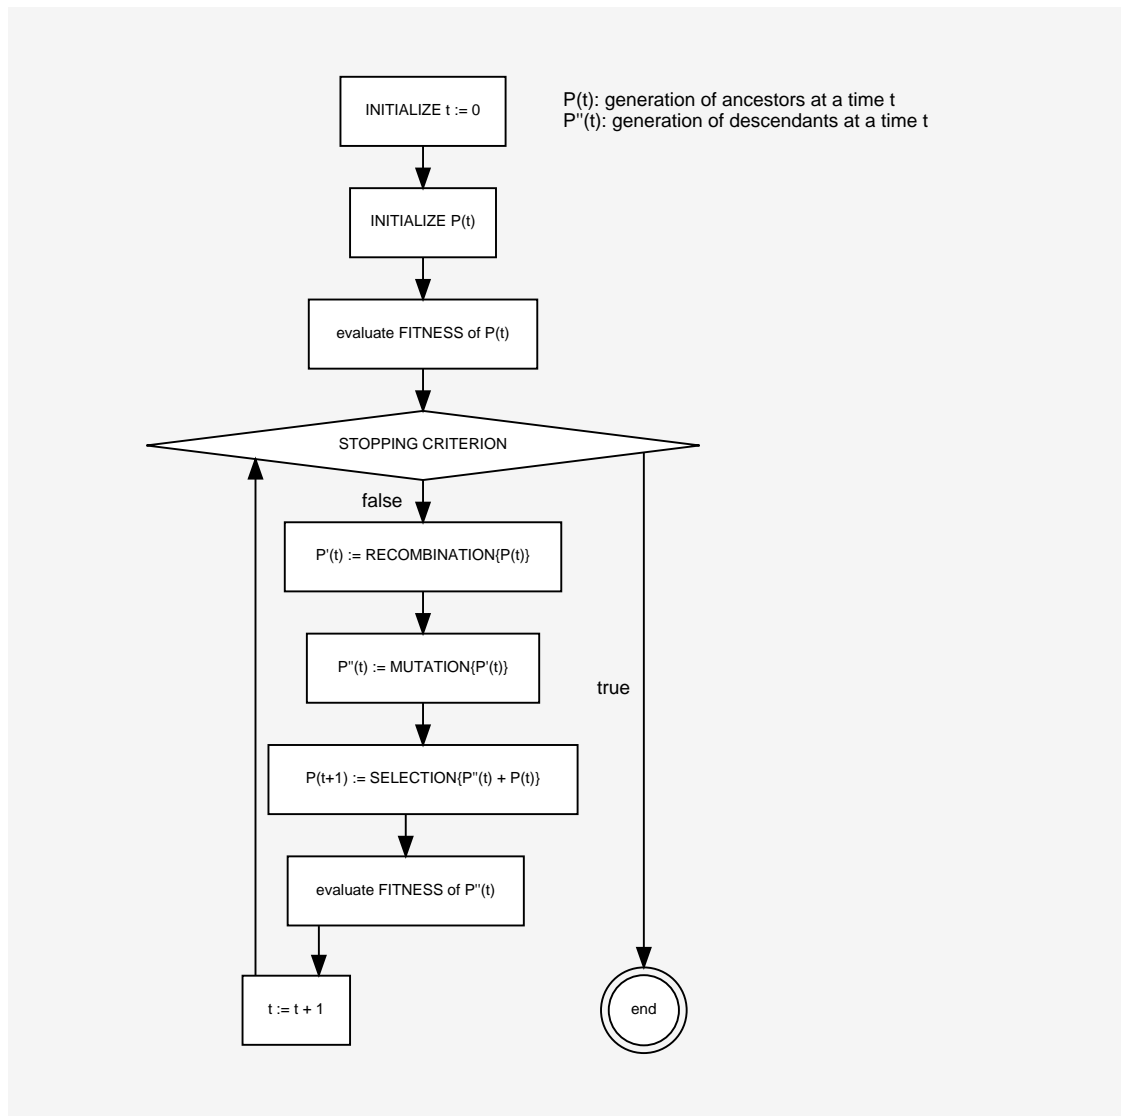 INITIALIZE t := 0
P(t): generation of ancestors at a time t
P"(t): generation of descendants at a time t
INITIALIZE P(t)
evaluate FITNESS of P(t)
STOPPING CRITERION
false
P'(t) := RECOMBINATION{P(t)}
P"(t) := MUTATION{P'(t)}
true
P(t+1) := SELECTION{P"(t) + P(t)}
evaluate FITNESS of P"(t)
t := t + 1
end